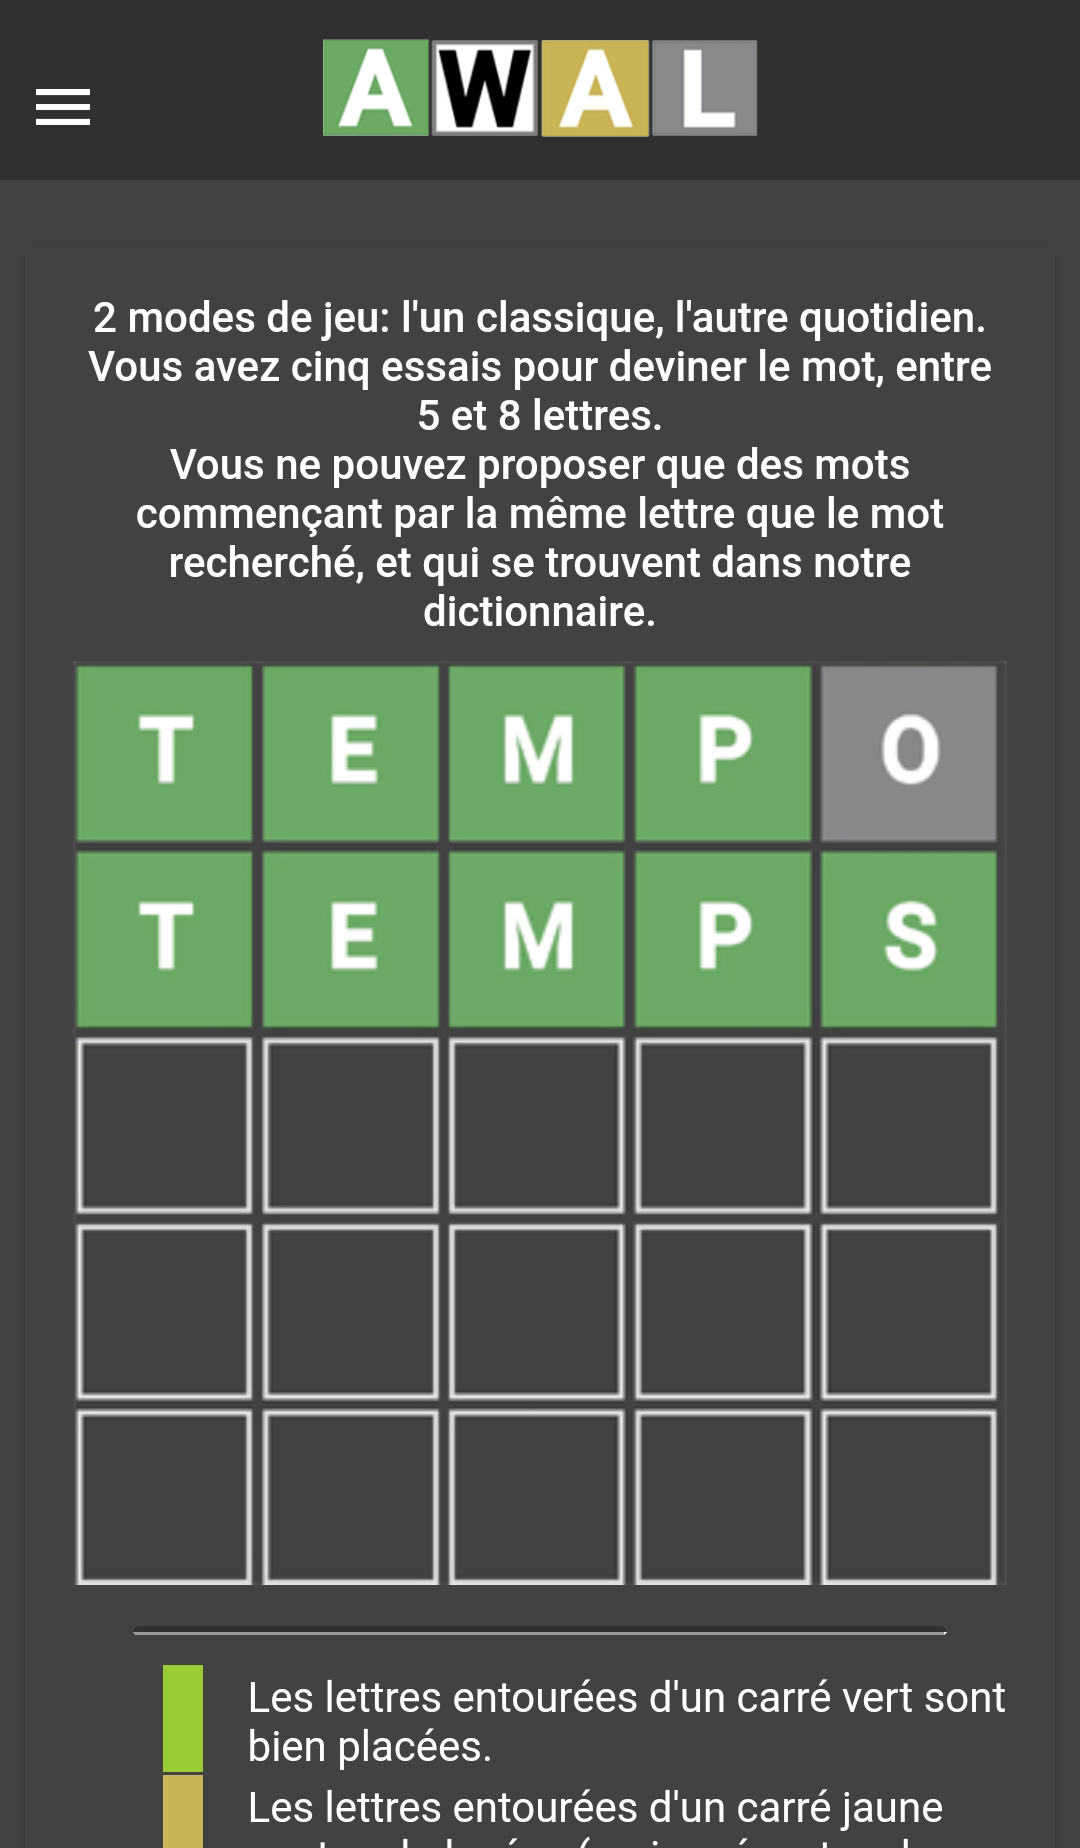 AWAL
2 modes de jeu: l'un classique, l'autre quotidien.
Vous avez cinq essais pour deviner le mot, entre
5 et 8 lettres.
Vous ne pouvez proposer que des mots
commençant par la même lettre que le mot
recherché, et qui se trouvent dans notre
dictionnaire.
T E M P O
T E M P S
Les lettres entourées d'un carré vert sont
bien placées.
Les lettres entourées d'un carré jaune